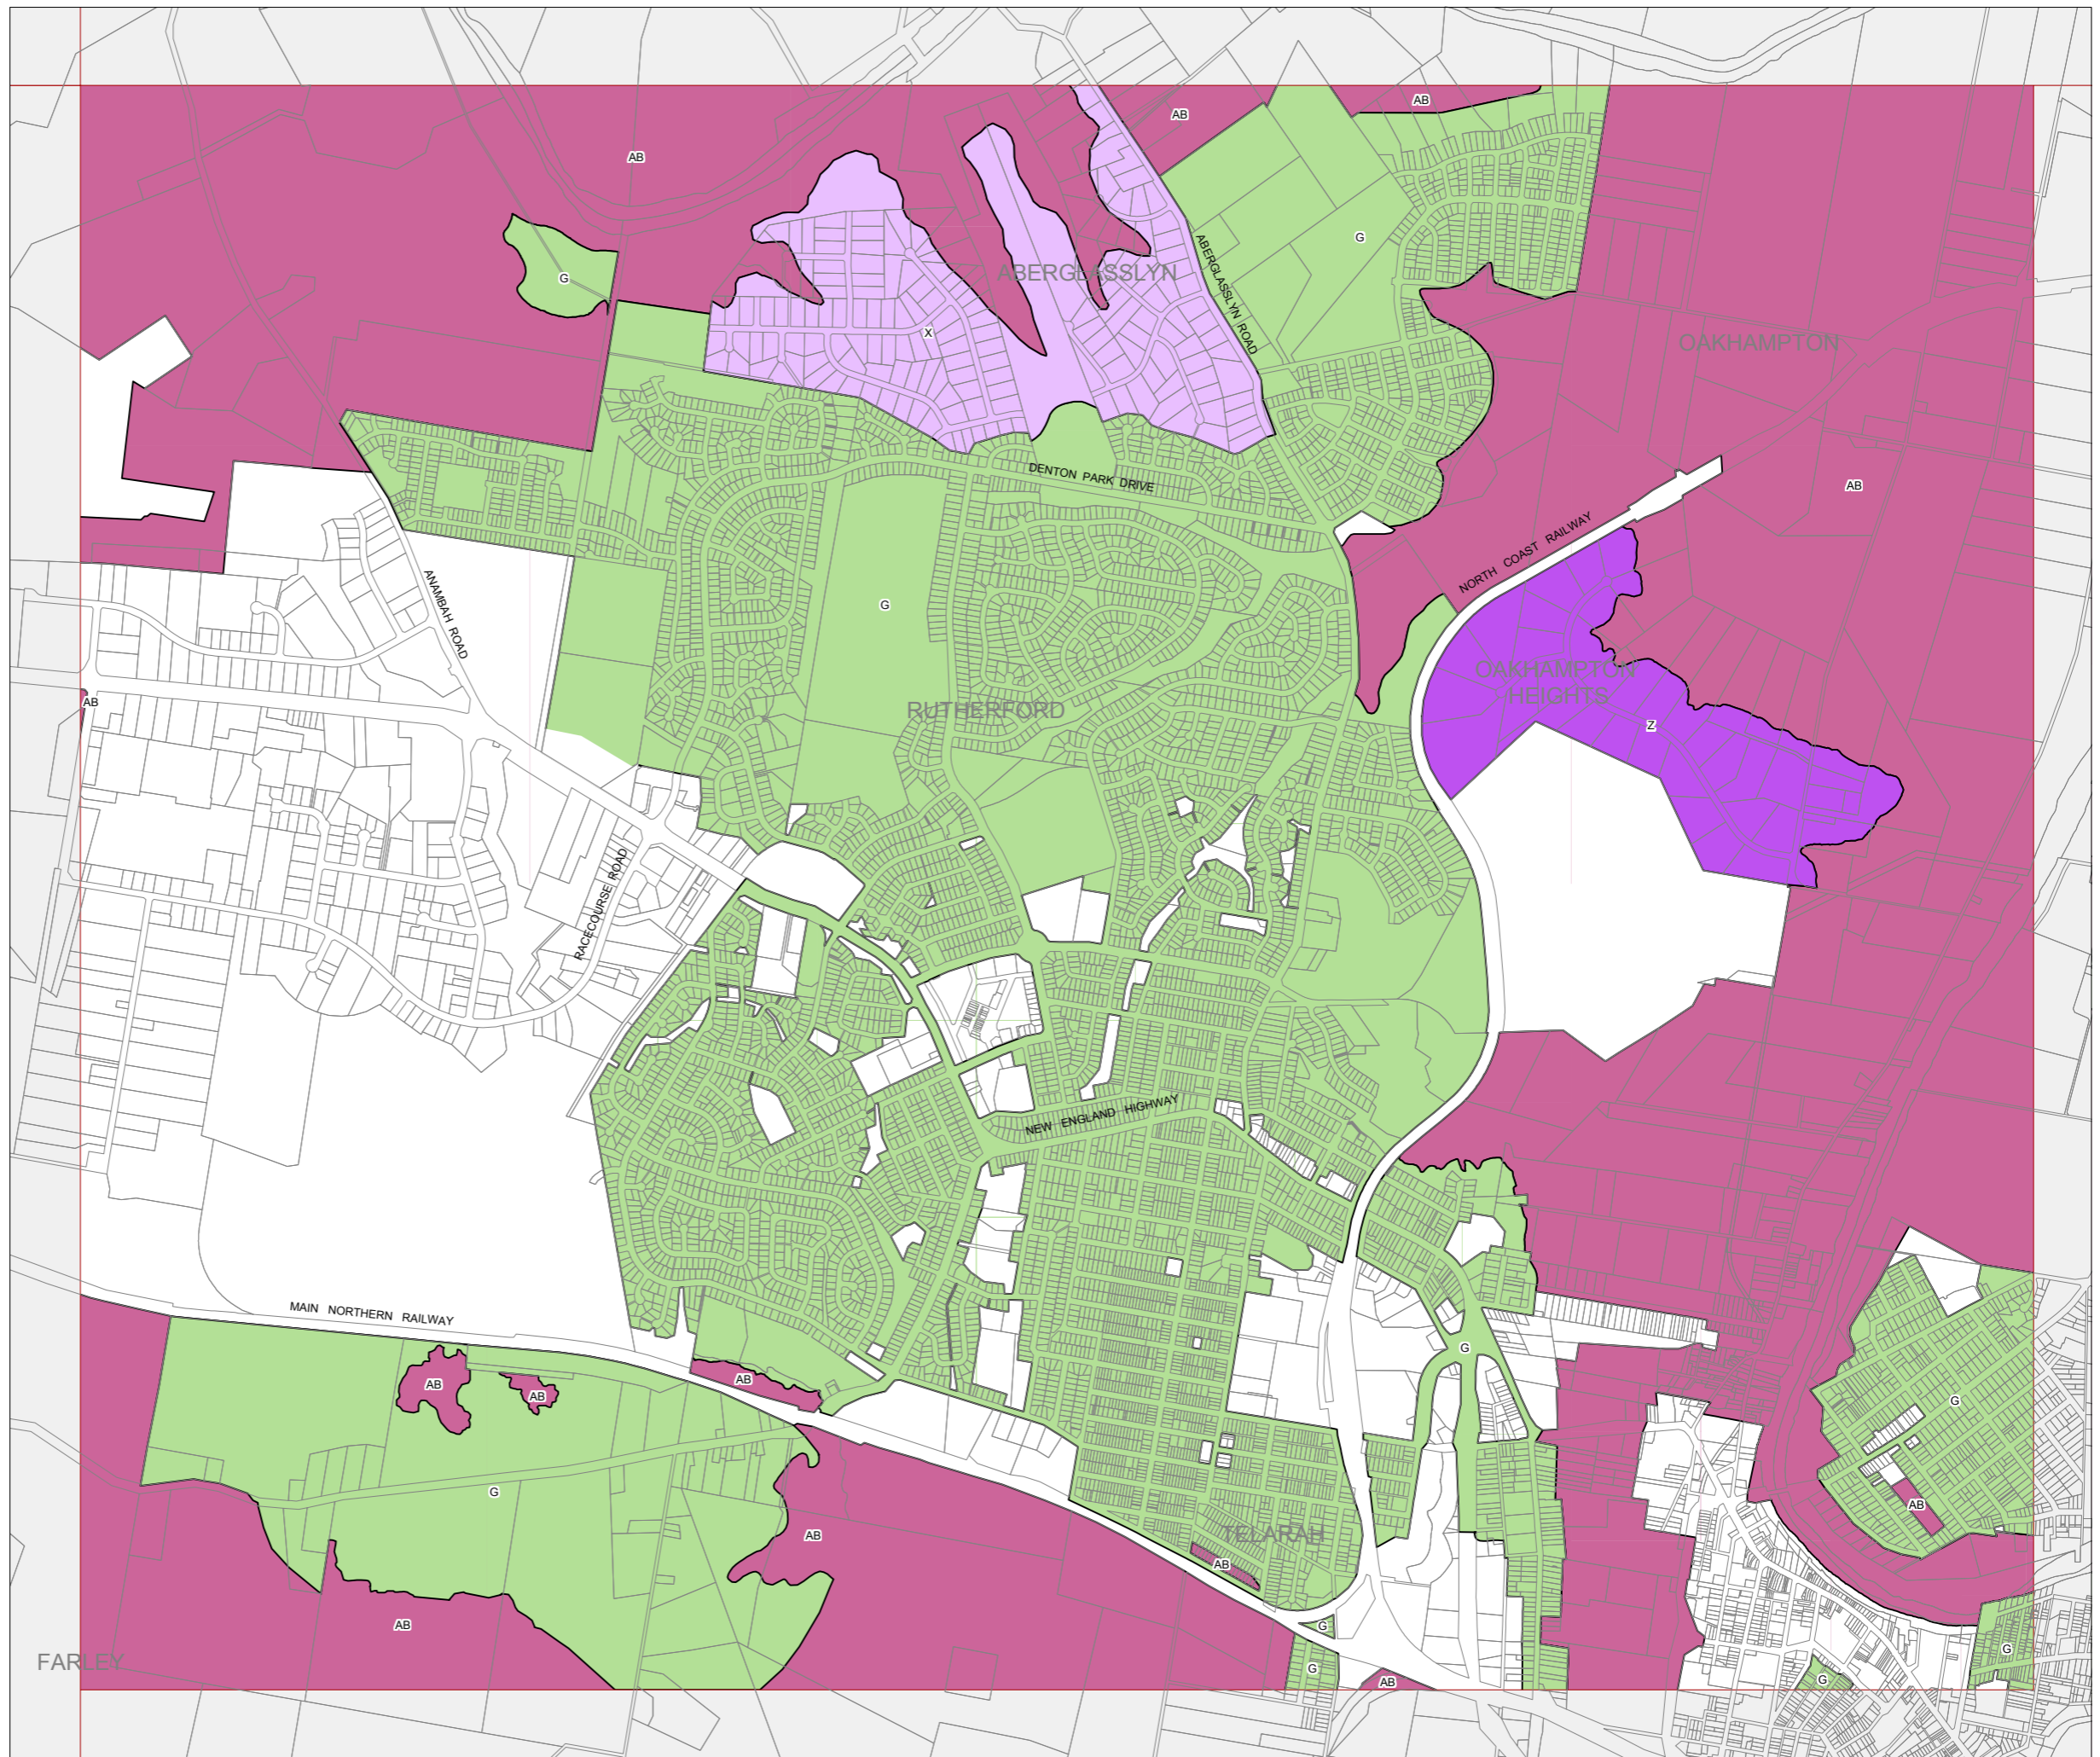 AB
AB
AB
G
G
ABERGLASSLYN
ABERGLASSLYN ROAD
X
OAKHAMPTON
DENTON PARK DRIVE
AB
NORTH COAST RAILWAY
ANAMBAH ROAD
G
OAKHAMPTON
HEIGHTS
AB
RUTHERFORD
Z
RACECOURSE ROAD
NEW ENGLAND HIGHWAY
MAIN NORTHERN RAILWAY
G
AB
AB
AB
G
G
AB
AB
TELARAH
AB
AB
G
G
FARLEY
G
AB
G